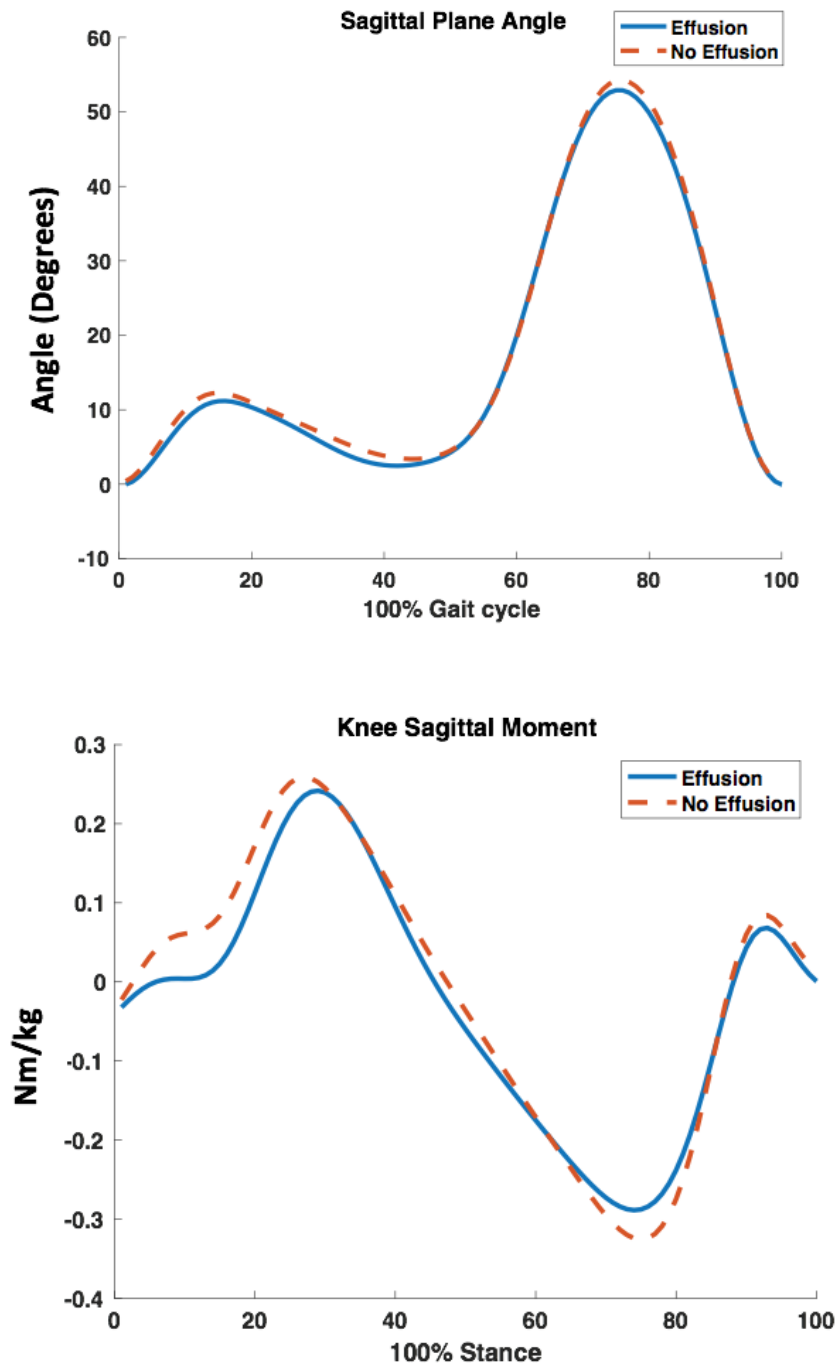 Sagittal Plane Angle
Effusion
No Effusion
60
50
40
30
20
10
0
-10
Angle (Degrees)
0 20 40 60 80 100
100% Gait cycle
Knee Sagittal Moment
Effusion
No Effusion
0.3
0.2
0.1
0
-0.1
-0.2
-0.3
-0.4
Nm/kg
0 20 40 60 80 100
100% Stance